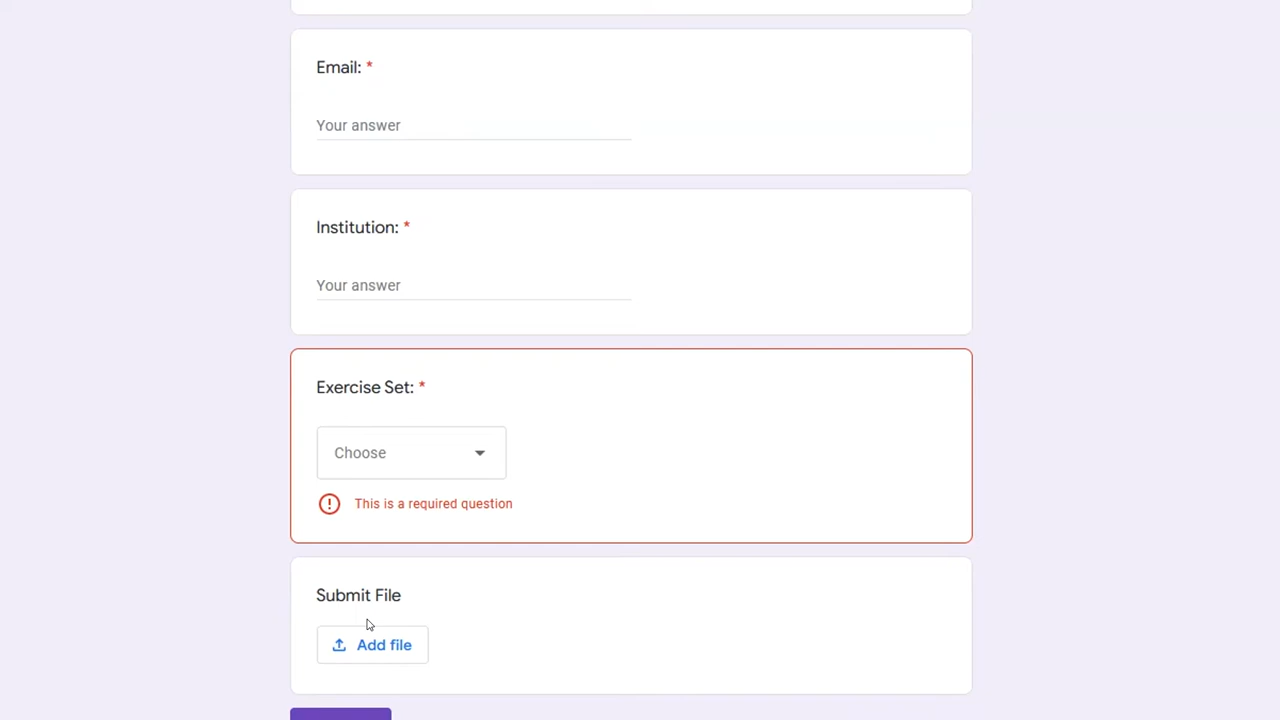 Email: *
Your answer
Institution: *
Your answer
Exercise Set: *
Choose
This is a required question
Submit File
Add file